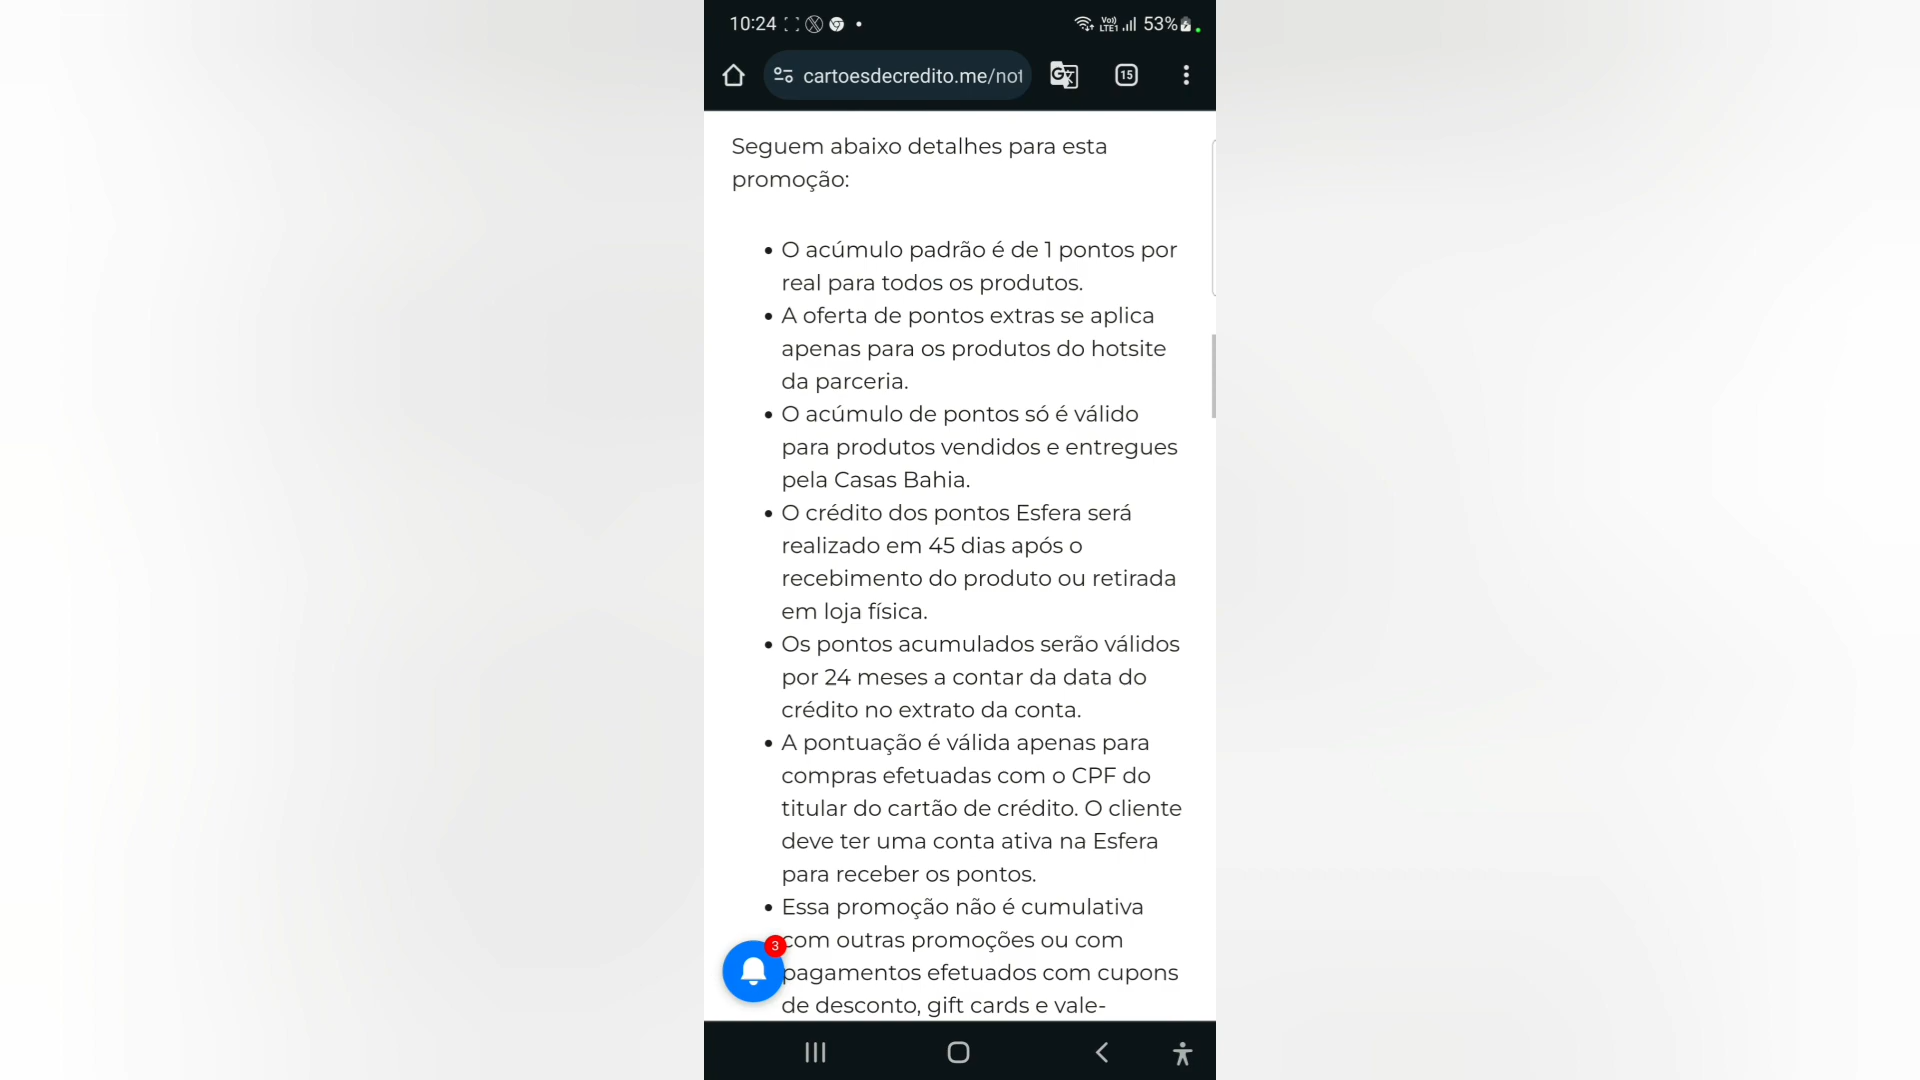 10:24
VoLTE1 53%
cartoesdecredito.me/not
15
Seguem abaixo detalhes para esta
promoção:
• O acúmulo padrão é de 1 pontos por
real para todos os produtos.
• A oferta de pontos extras se aplica
apenas para os produtos do hotsite
da parceria.
• O acúmulo de pontos só é válido
para produtos vendidos e entregues
pela Casas Bahia.
• O crédito dos pontos Esfera será
realizado em 45 dias após o
recebimento do produto ou retirada
em loja física.
• Os pontos acumulados serão válidos
por 24 meses a contar da data do
crédito no extrato da conta.
• A pontuação é válida apenas para
compras efetuadas com o CPF do
titular do cartão de crédito. O cliente
deve ter uma conta ativa na Esfera
para receber os pontos.
• Essa promoção não é cumulativa
com outras promoções ou com
pagamentos efetuados com cupons
de desconto, gift cards e vale-
3